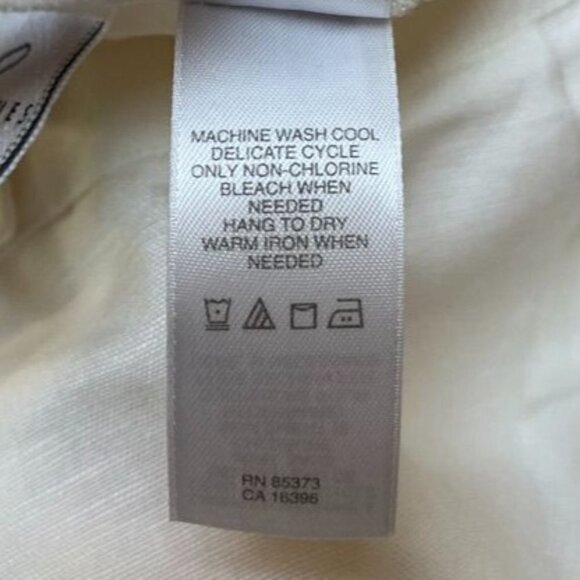 MACHINE WASH COOL
DELICATE CYCLE
ONLY NON-CHLORINE
BLEACH WHEN
NEEDED
HANG TO DRY
WARM IRON WHEN
NEEDED
RN 85373
CA 16396